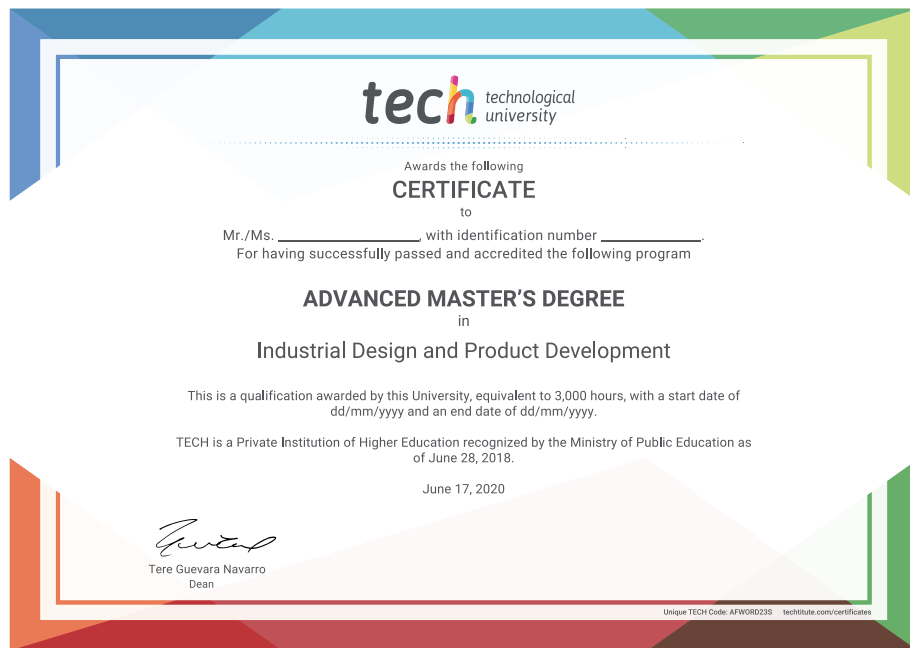 tech technological
university
Awards the following
CERTIFICATE
to
Mr./Ms. ____________________, with identification number ______________.
For having successfully passed and accredited the following program
ADVANCED MASTER'S DEGREE
in
Industrial Design and Product Development
This is a qualification awarded by this University, equivalent to 3,000 hours, with a start date of
dd/mm/yyyy and an end date of dd/mm/yyyy.
TECH is a Private Institution of Higher Education recognized by the Ministry of Public Education as
of June 28, 2018.
June 17, 2020
Tere Guevara Navarro
Dean
Unique TECH Code: AFWORD23S techtitute.com/certificates